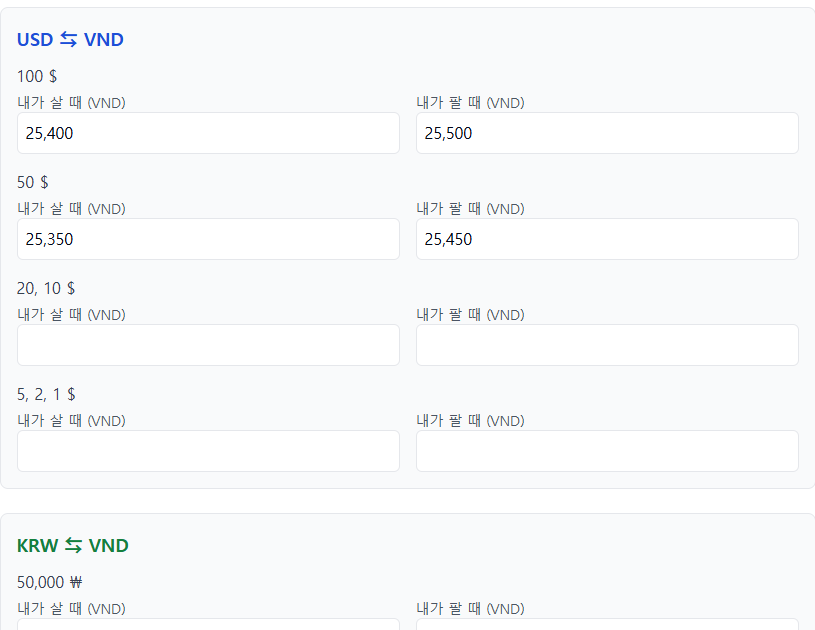 USD ⇆ VND
100 $
내가 살 때 (VND) 내가 팔 때 (VND)
25,400 25,500
50 $
내가 살 때 (VND) 내가 팔 때 (VND)
25,350 25,450
20, 10 $
내가 살 때 (VND) 내가 팔 때 (VND)
5, 2, 1 $
내가 살 때 (VND) 내가 팔 때 (VND)
KRW ⇆ VND
50,000 ₩
내가 살 때 (VND) 내가 팔 때 (VND)